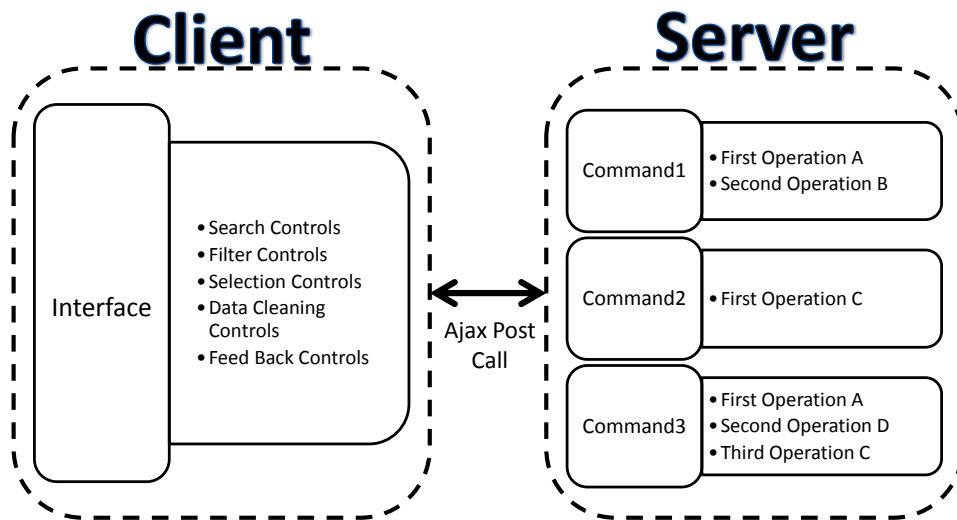 Client
Interface
• Search Controls
• Filter Controls
• Selection Controls
• Data Cleaning
Controls
• Feed Back Controls
Ajax Post
Call
Server
Command1
• First Operation A
• Second Operation B
Command2
• First Operation C
Command3
• First Operation A
• Second Operation D
• Third Operation C